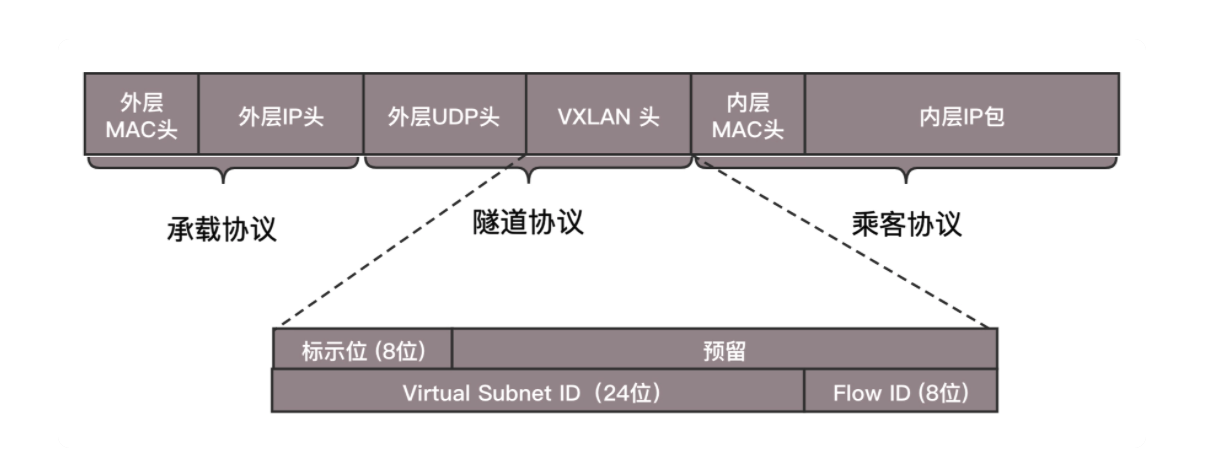 外层
MAC头
外层IP头
外层UDP头
VXLAN 头
内层
MAC头
内层IP包
承载协议
隧道协议
乘客协议
标示位 (8位)
预留
Virtual Subnet ID（24位）
Flow ID (8位)